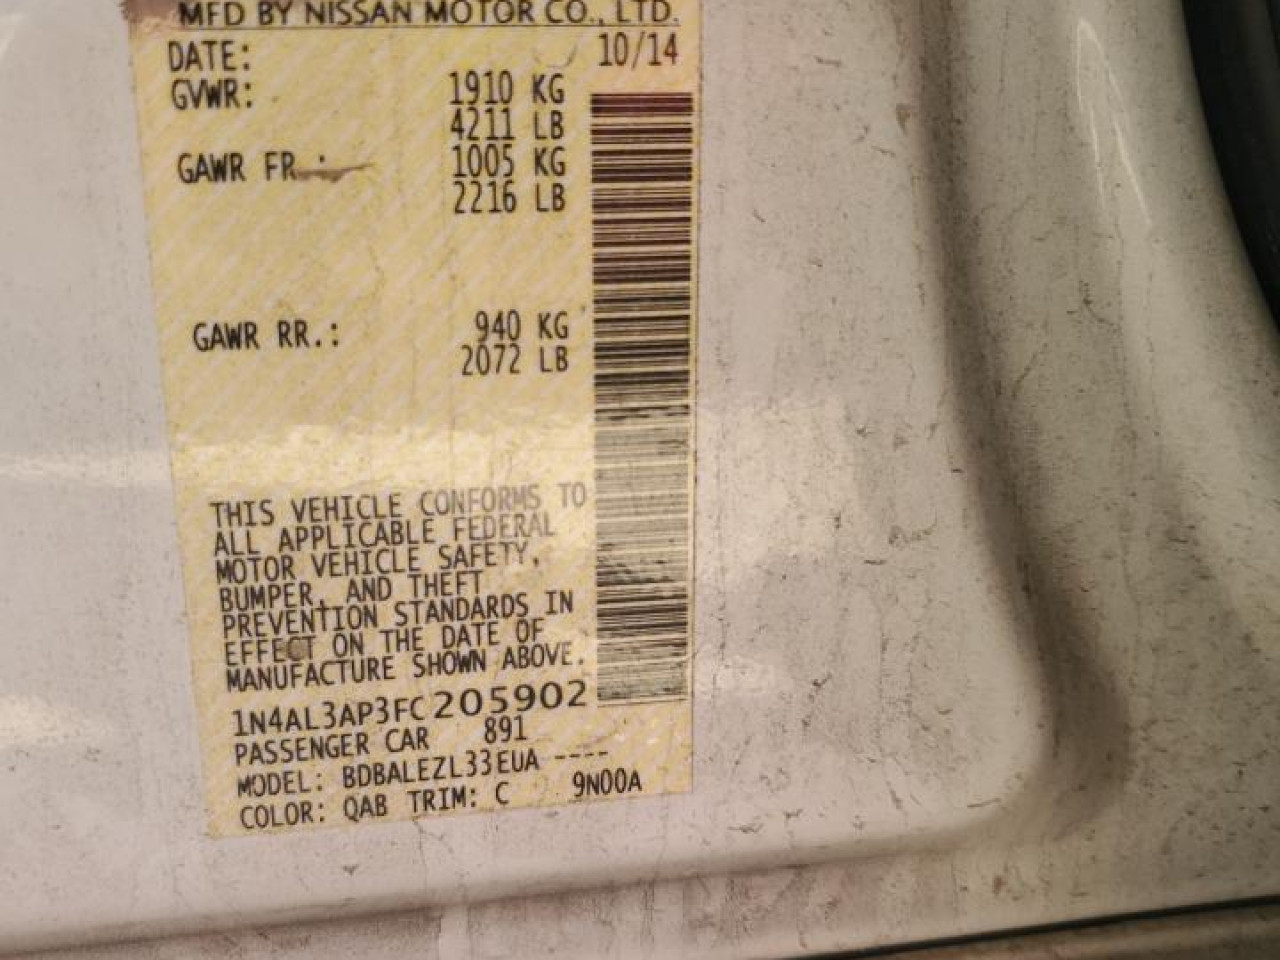 MFD BY NISSAN MOTOR CO., LTD.
DATE: 10/14
GVWR: 1910 KG
4211 LB
GAWR FR.: 1005 KG
2216 LB
GAWR RR.: 940 KG
2072 LB
THIS VEHICLE CONFORMS TO
ALL APPLICABLE FEDERAL
MOTOR VEHICLE SAFETY,
BUMPER, AND THEFT
PREVENTION STANDARDS IN
EFFECT ON THE DATE OF
MANUFACTURE SHOWN ABOVE.
1N4AL3AP3FC205902
PASSENGER CAR 891
MODEL: BDBALEZL33EUA ----
COLOR: QAB TRIM: C 9N00A